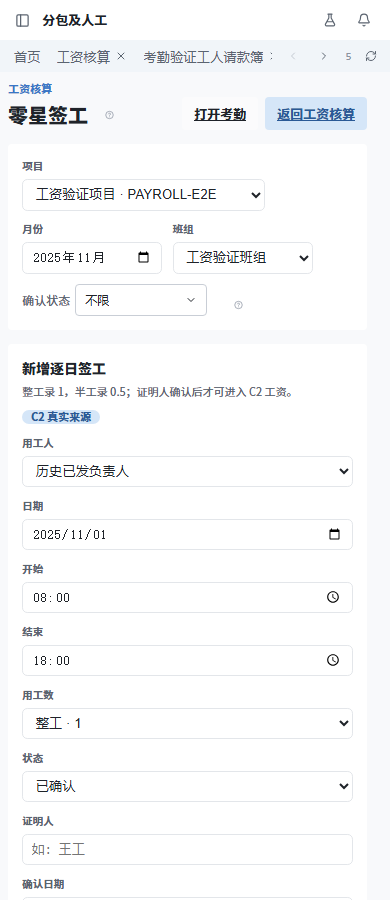 分包及人工
首页 工资核算 × 考勤验证工人请款簿 5
工资核算
零星签工
打开考勤 返回工资核算
项目
工资验证项目 · PAYROLL-E2E
月份 班组
2025年11月 工资验证班组
确认状态 不限
新增逐日签工
整工录 1，半工录 0.5；证明人确认后才可进入 C2 工资。
C2 真实来源
用工人
历史已发负责人
日期
2025/11/01
开始
08:00
结束
18:00
用工数
整工 · 1
状态
已确认
证明人
如：王工
确认日期